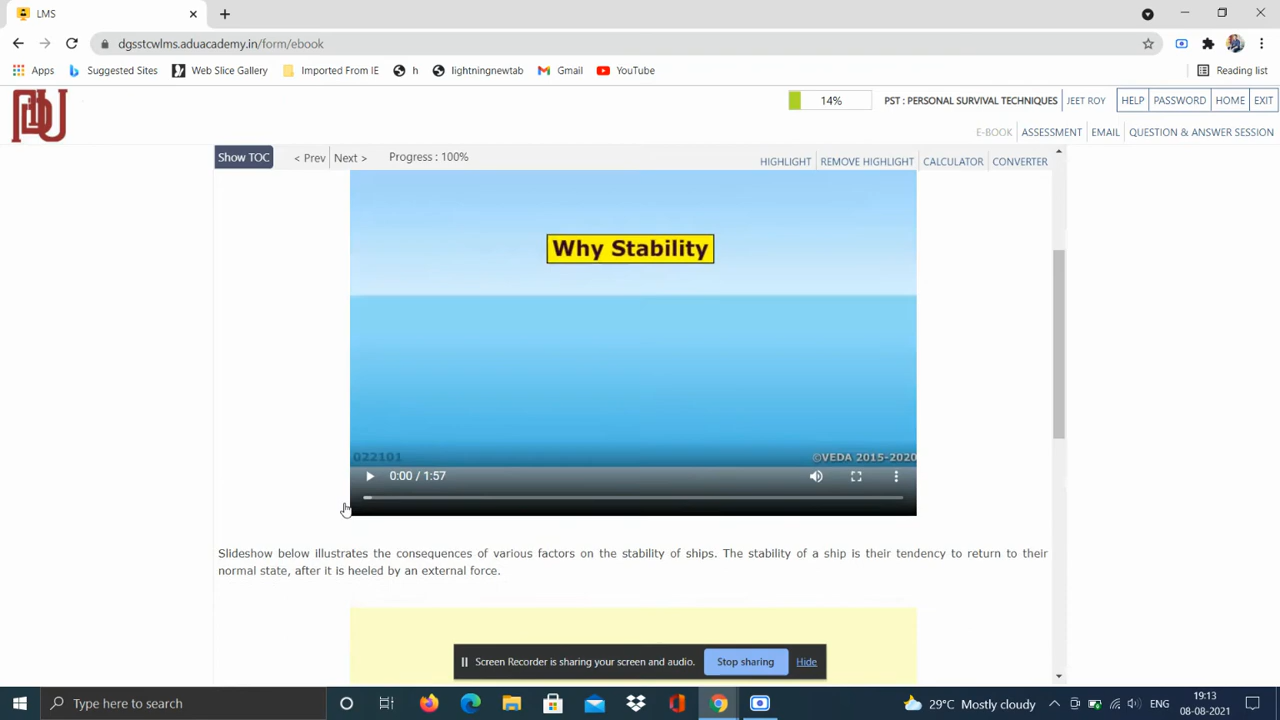 LMS
dgsstcwlms.aduacademy.in/form/ebook
Apps Suggested Sites Web Slice Gallery Imported From IE h lightningnewtab Gmail YouTube Reading list
ADU 14% PST : PERSONAL SURVIVAL TECHNIQUES JEET ROY HELP PASSWORD HOME EXIT
E-BOOK ASSESSMENT EMAIL QUESTION & ANSWER SESSION
Show TOC < Prev Next > Progress : 100% HIGHLIGHT REMOVE HIGHLIGHT CALCULATOR CONVERTER
Why Stability
022101 ©VEDA 2015-2020
0:00 / 1:57
Slideshow below illustrates the consequences of various factors on the stability of ships. The stability of a ship is their tendency to return to their
normal state, after it is heeled by an external force.
Screen Recorder is sharing your screen and audio. Stop sharing Hide
Type here to search 29°C Mostly cloudy ENG 19:13
08-08-2021